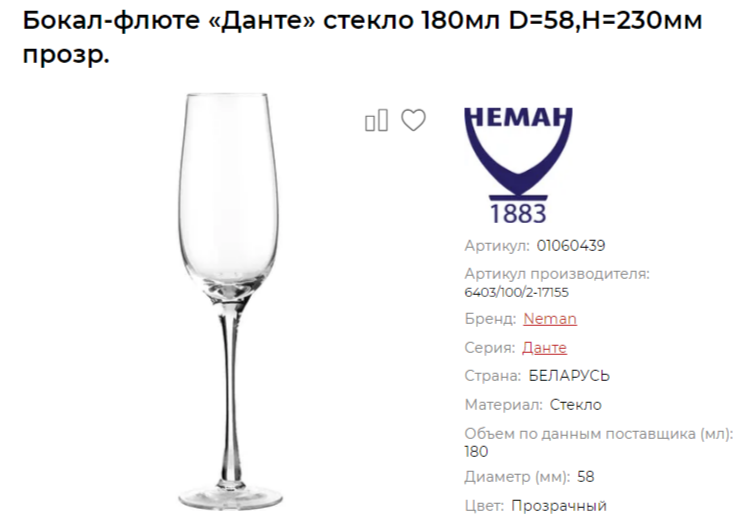 Бокал-флюте «Данте» стекло 180мл D=58,H=230мм
прозр.
НЕМАН
1883
Артикул: 01060439
Артикул производителя:
6403/100/2-17155
Бренд: Neman
Серия: Данте
Страна: БЕЛАРУСЬ
Материал: Стекло
Объем по данным поставщика (мл):
180
Диаметр (мм): 58
Цвет: Прозрачный